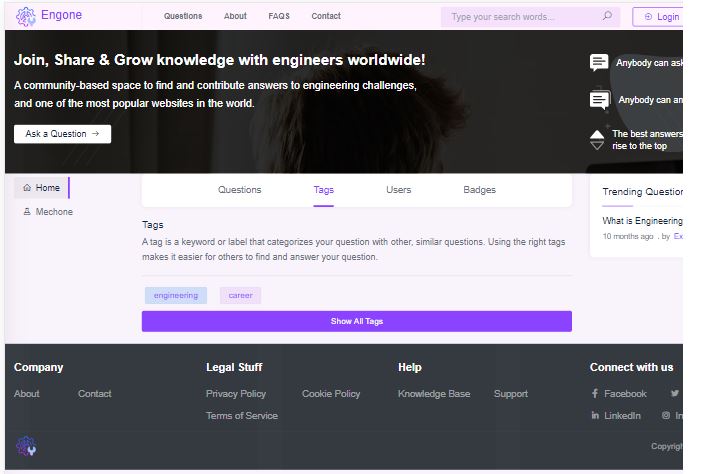 Engone
Questions About FAQS Contact
Type your search words...
Login
Join, Share & Grow knowledge with engineers worldwide!
A community-based space to find and contribute answers to engineering challenges,
and one of the most popular websites in the world.
Ask a Question
Anybody can ask
Anybody can an
The best answers
rise to the top
Home
Mechone
Questions Tags Users Badges
Tags
A tag is a keyword or label that categorizes your question with other, similar questions. Using the right tags
makes it easier for others to find and answer your question.
engineering career
Show All Tags
Trending Question
What is Engineering
10 months ago . by Ex
Company
About Contact
Legal Stuff
Privacy Policy Cookie Policy
Terms of Service
Help
Knowledge Base Support
Connect with us
Facebook
LinkedIn In
Copyrig